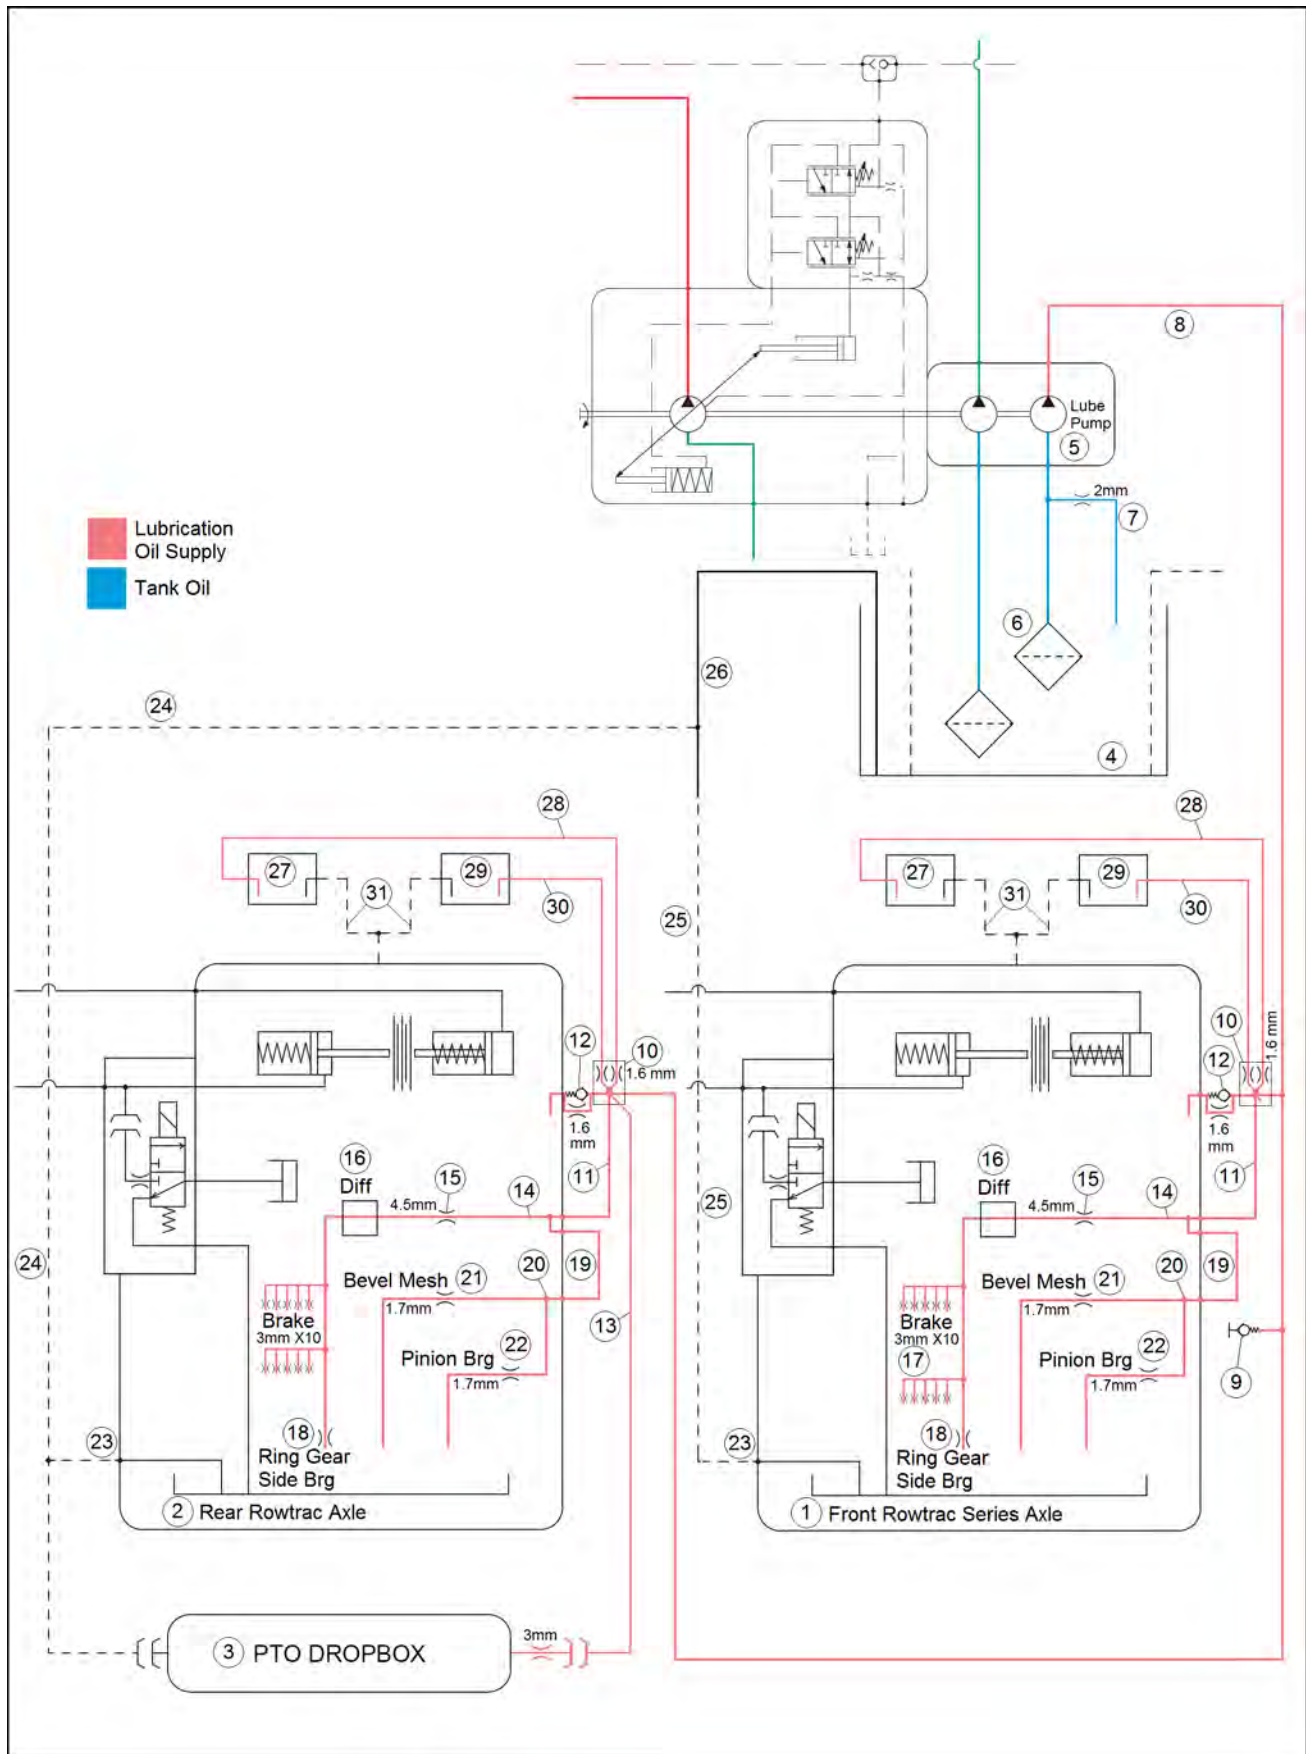 8
Lube
Pump
5
2mm
7
Lubrication
Oil Supply
Tank Oil
6
26
24
4
28
28
27
29
27
29
31
30
25
31
30
10
1.6 mm
12
10
1.6 mm
12
1.6
mm
1.6
mm
16
Diff
15
11
4.5mm
14
16
Diff
15
11
25
4.5mm
14
24
19
20
Bevel Mesh 21
1.7mm
19
20
Bevel Mesh 21
1.7mm
Brake
3mm X10
13
Brake
3mm X10
Pinion Brg 22
1.7mm
17
Pinion Brg 22
1.7mm
9
23
18
Ring Gear
Side Brg
23
18
Ring Gear
Side Brg
2 Rear Rowtrac Axle
1 Front Rowtrac Series Axle
3mm
3 PTO DROPBOX